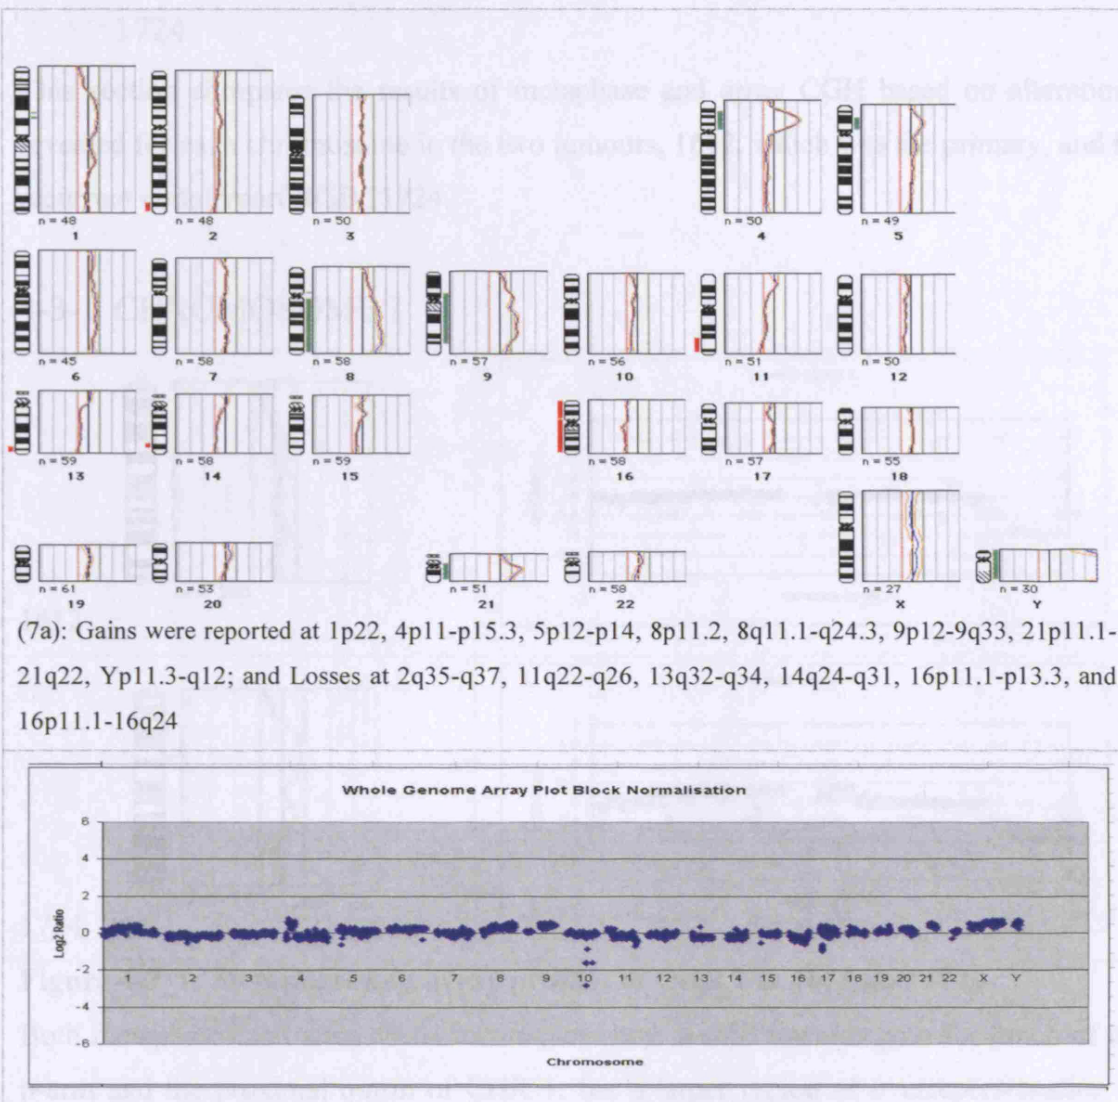 n = 48 n = 48 n = 50 n = 50 n = 49
1 2 3 4 5
n = 45 n = 58 n = 58 n = 57 n = 56 n = 51 n = 50
6 7 8 9 10 11 12
n = 59 n = 58 n = 59 n = 58 n = 57 n = 55
13 14 15 16 17 18
n = 61 n = 53 n = 51 n = 58 n = 27 n = 30
19 20 21 22 X Y
(7a): Gains were reported at 1p22, 4p11-p15.3, 5p12-p14, 8p11.2, 8q11.1-q24.3, 9p12-9q33, 21p11.1-
21q22, Yp11.3-q12; and Losses at 2q35-q37, 11q22-q26, 13q32-q34,14q24-q31, 16p11.1-p13.3, and
16p11.1-16q24
Whole Genome Array Plot Block Normalisation
6
4
2
0
-2
-4
-6
Log2 Ratio
1 2 3 4 5 6 7 8 9 10 11 12 13 14 15 16 17 18 19 20 21 22 X Y
Chromosome